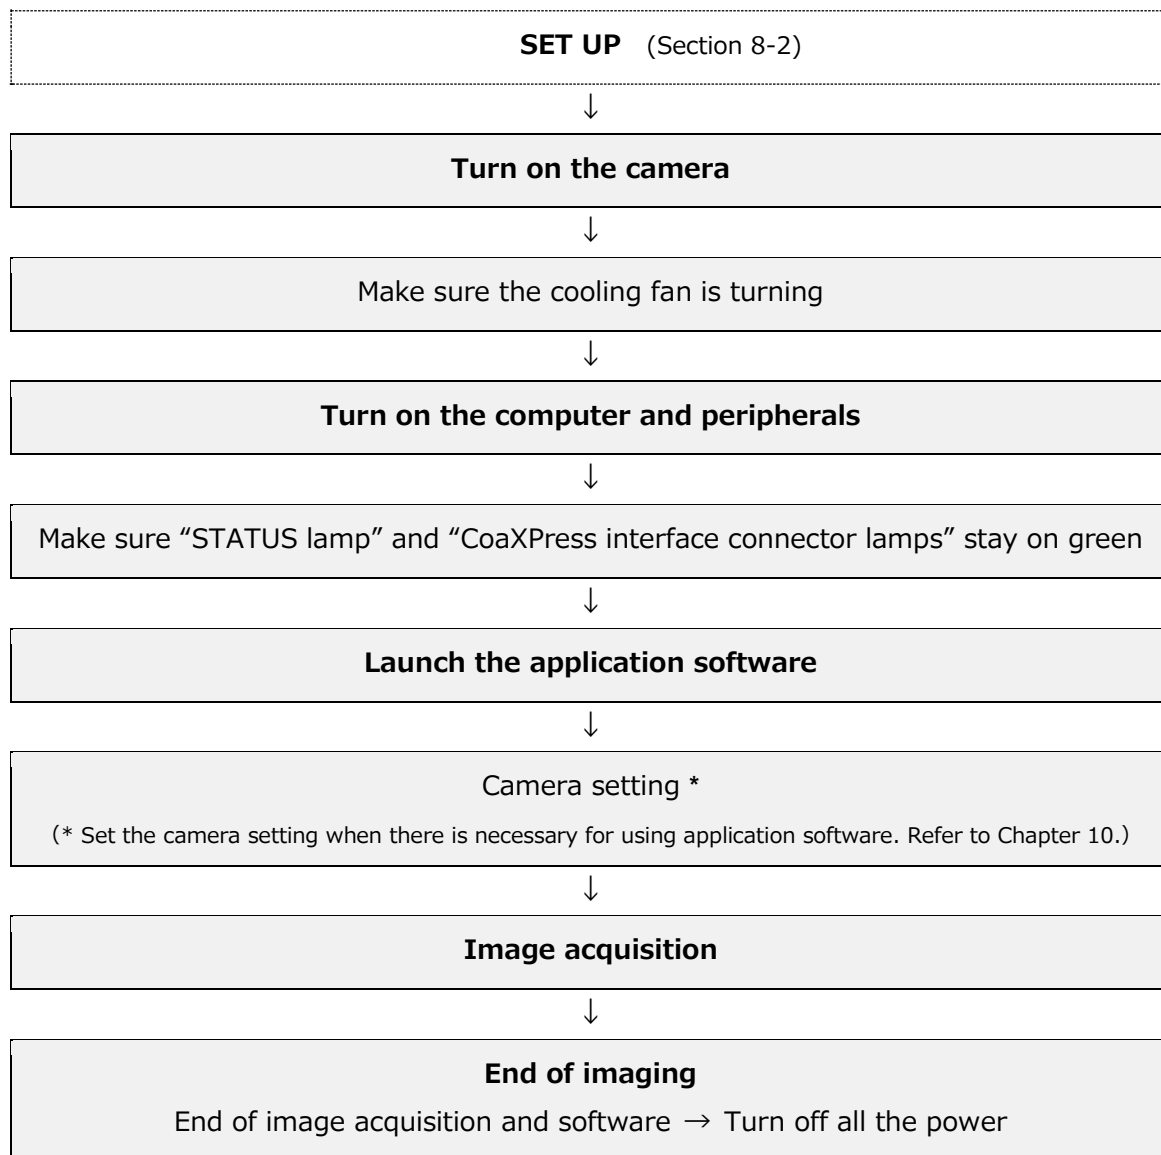 SET UP (Section 8-2)
↓
Turn on the camera
↓
Make sure the cooling fan is turning
↓
Turn on the computer and peripherals
↓
Make sure “STATUS lamp” and “CoaXPress interface connector lamps” stay on green
↓
Launch the application software
↓
Camera setting *
(* Set the camera setting when there is necessary for using application software. Refer to Chapter 10.)
↓
Image acquisition
↓
End of imaging
End of image acquisition and software → Turn off all the power